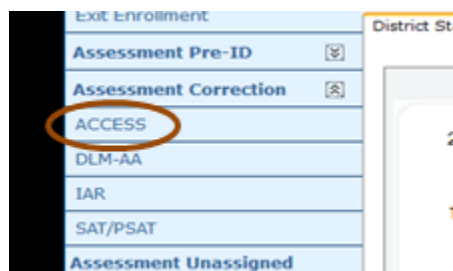 Exit Enrollment
District St
Assessment Pre-ID
Assessment Correction
ACCESS
DLM-AA
IAR
SAT/PSAT
Assessment Unassigned